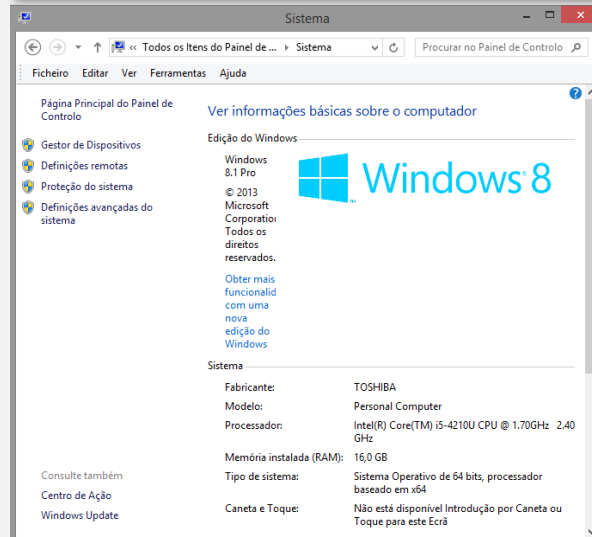 Sistema
« Todos os Itens do Painel de ... Sistema
Procurar no Painel de Controlo
Ficheiro Editar Ver Ferramentas Ajuda
Página Principal do Painel de
Controlo
Gestor de Dispositivos
Definições remotas
Proteção do sistema
Definições avançadas do
sistema
Consulte também
Centro de Ação
Windows Update
Ver informações básicas sobre o computador
Edição do Windows
Windows
8.1 Pro
© 2013
Microsoft
Corporation
Todos os
direitos
reservados.
Obter mais
funcionalid
com uma
nova
edição do
Windows
Windows® 8
Sistema
Fabricante: TOSHIBA
Modelo: Personal Computer
Processador: Intel(R) Core(TM) i5-4210U CPU @ 1.70GHz 2.40
GHz
Memória instalada (RAM): 16,0 GB
Tipo de sistema: Sistema Operativo de 64 bits, processador
baseado em x64
Caneta e Toque: Não está disponível Introdução por Caneta ou
Toque para este Ecrã